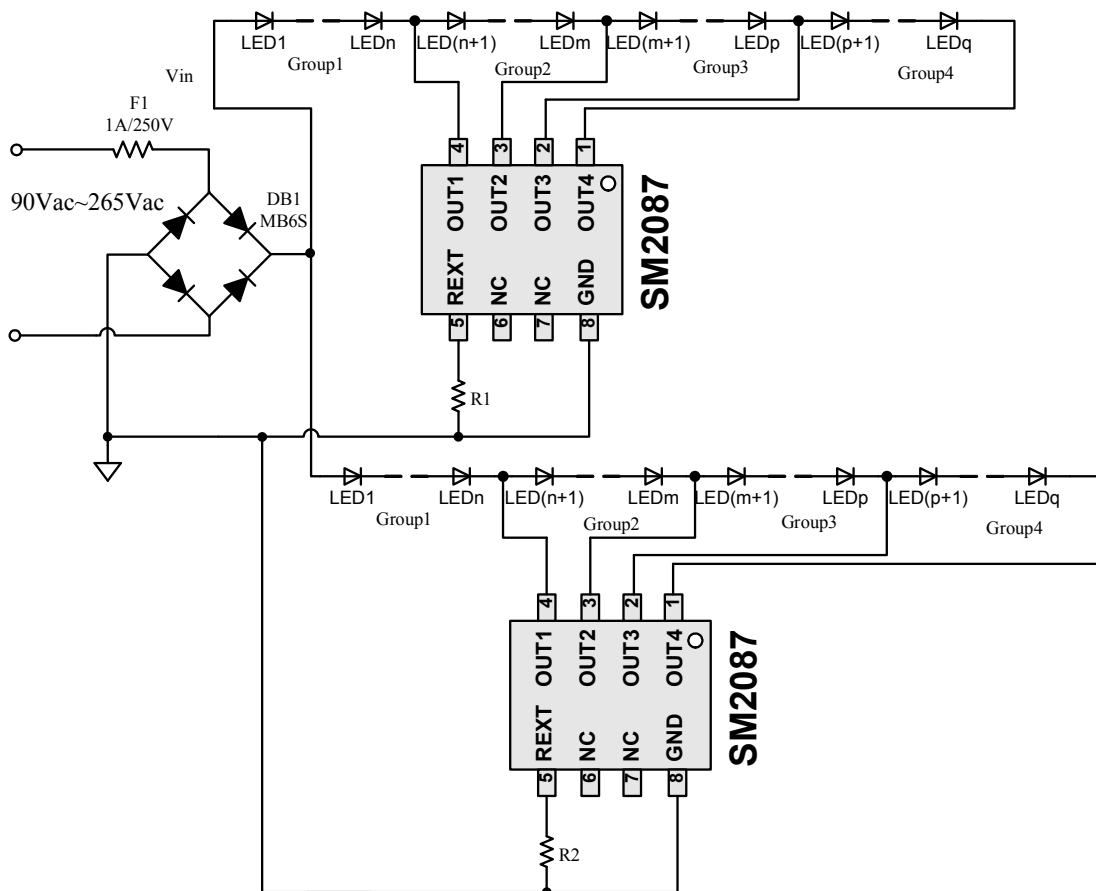 LED1
LEDn
LED(n+1)
LEDm
LED(m+1)
LEDp
LED(p+1)
LEDq
Group1
Group2
Group3
Group4
Vin
F1
1A/250V
90Vac~265Vac
DB1
MB6S
4
3
2
1
OUT1
OUT2
OUT3
OUT4
REXT
NC
NC
GND
5
6
7
8
SM2087
R1
LED1
LEDn
LED(n+1)
LEDm
LED(m+1)
LEDp
LED(p+1)
LEDq
Group1
Group2
Group3
Group4
4
3
2
1
OUT1
OUT2
OUT3
OUT4
REXT
NC
NC
GND
5
6
7
8
SM2087
R2